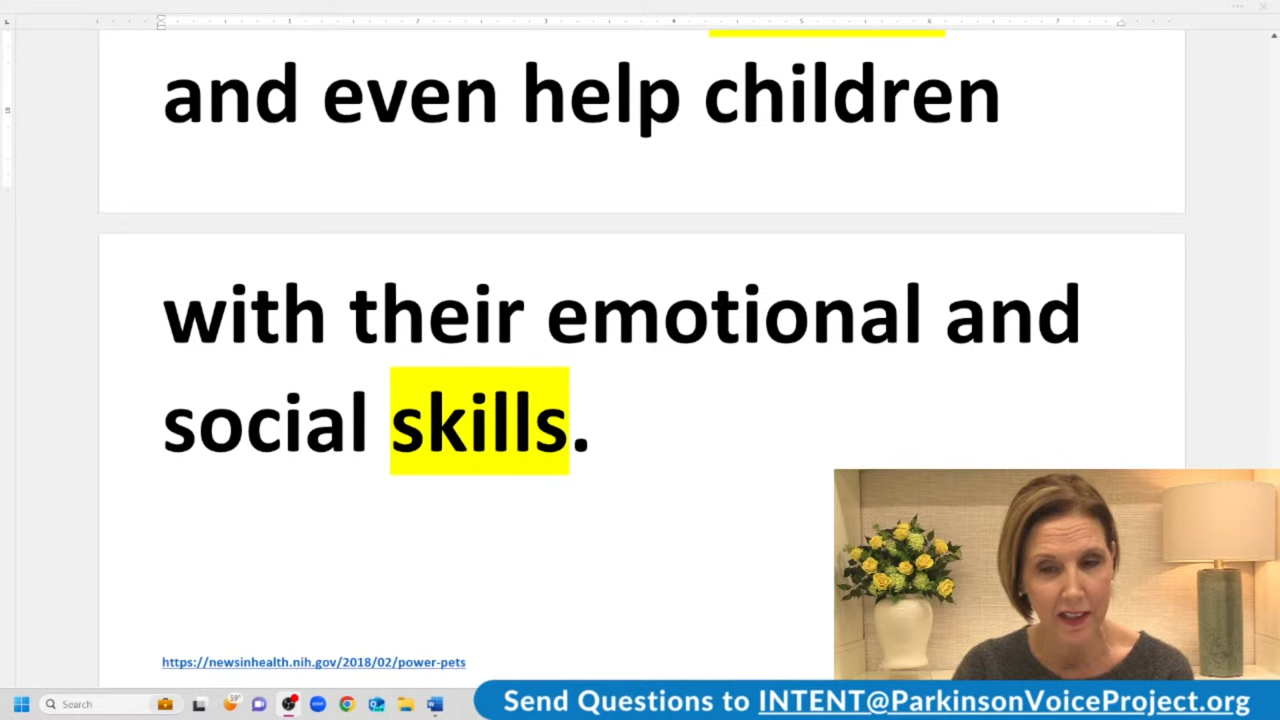 and even help children
with their emotional and
social skills.
https://newsinhealth.nih.gov/2018/02/power-pets
Search
59°
Send Questions to INTENT@ParkinsonVoiceProject.org